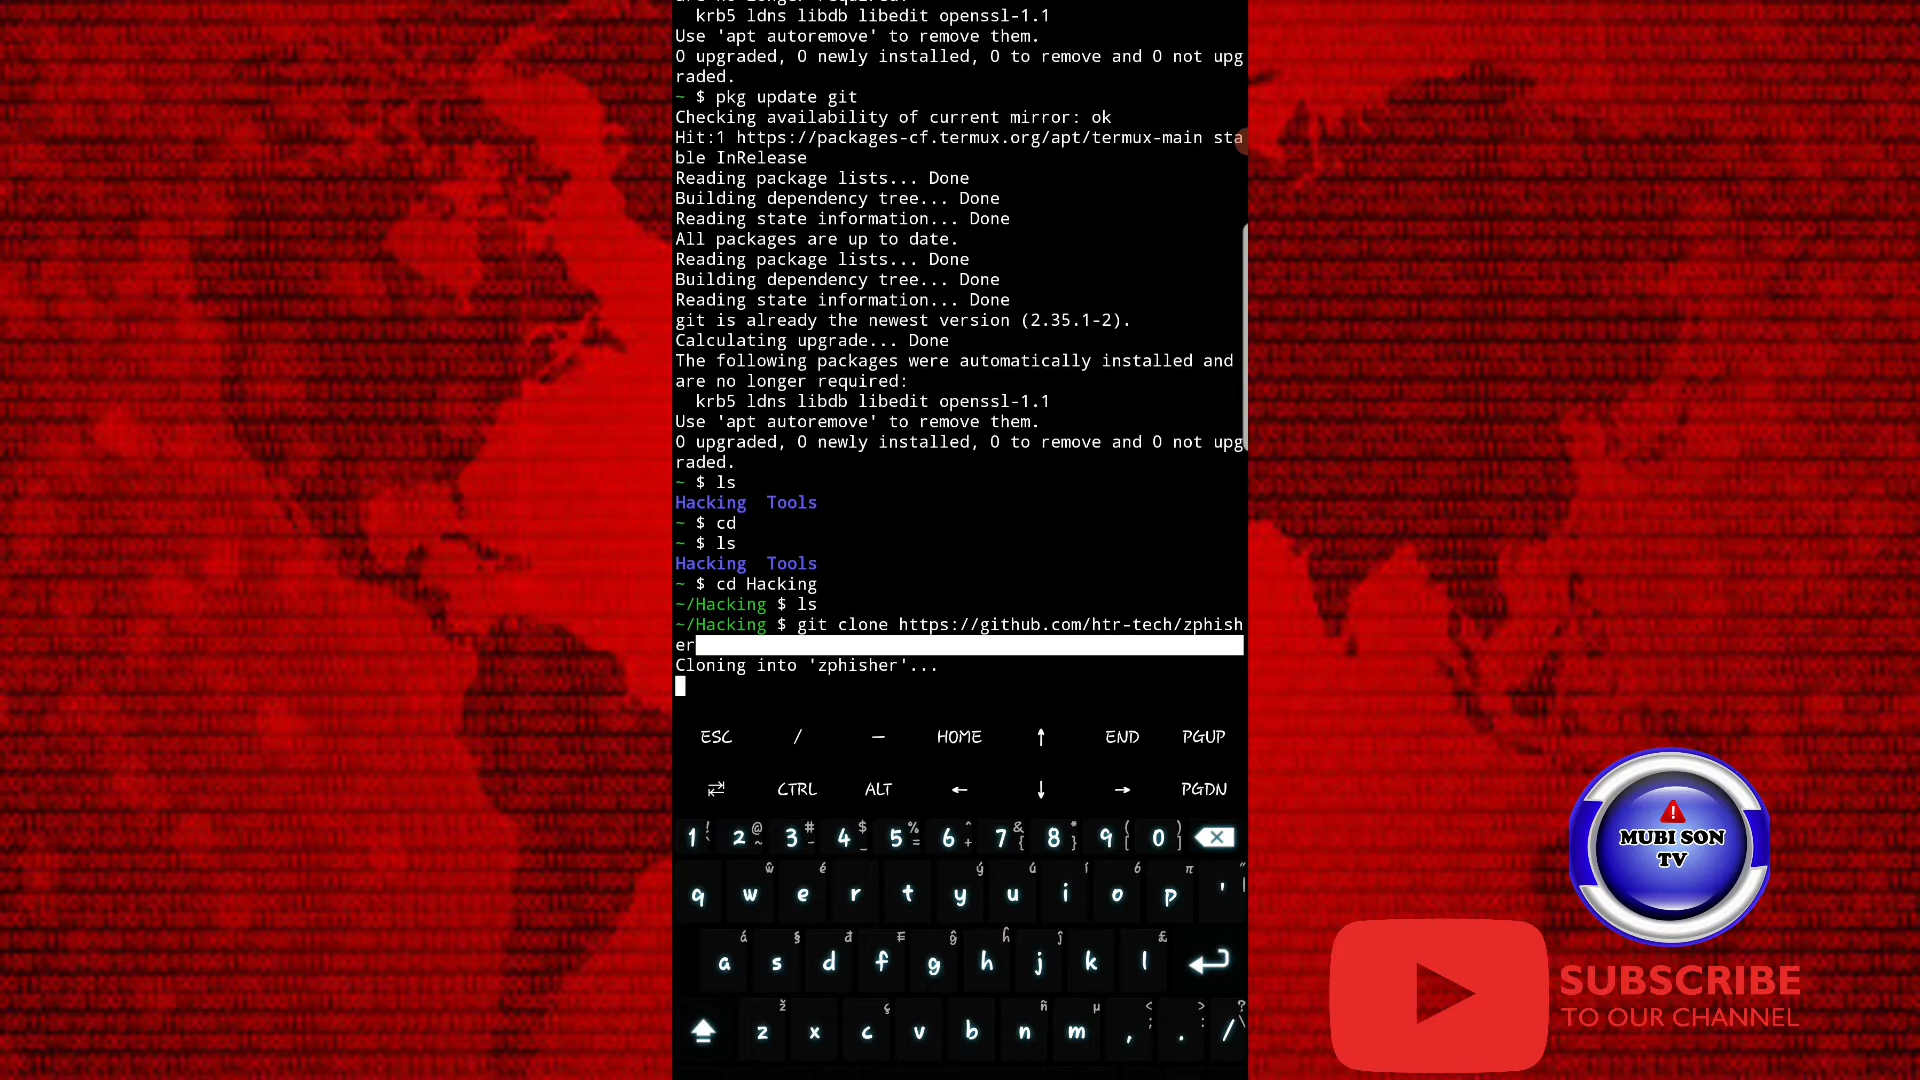 are no longer required:
krb5 ldns libdb libedit openssl-1.1
Use 'apt autoremove' to remove them.
0 upgraded, 0 newly installed, 0 to remove and 0 not upg
raded.
~ $ pkg update git
Checking availability of current mirror: ok
Hit:1 https://packages-cf.termux.org/apt/termux-main sta
ble InRelease
Reading package lists... Done
Building dependency tree... Done
Reading state information... Done
All packages are up to date.
Reading package lists... Done
Building dependency tree... Done
Reading state information... Done
git is already the newest version (2.35.1-2).
Calculating upgrade... Done
The following packages were automatically installed and
are no longer required:
krb5 ldns libdb libedit openssl-1.1
Use 'apt autoremove' to remove them.
0 upgraded, 0 newly installed, 0 to remove and 0 not upg
raded.
~ $ ls
Hacking Tools
~ $ cd
~ $ ls
Hacking Tools
~ $ cd Hacking
~/Hacking $ ls
~/Hacking $ git clone https://github.com/htr-tech/zphish
er
Cloning into 'zphisher'...
ESC / — HOME ↑ END PGUP
⇄ CTRL ALT ← ↓ → PGDN
1 ! 2 @ ~ 3 # - 4 $ _ 5 % = 6 ^ + 7 & { 8 * } 9 ( [ 0 ) ]
q w ŵ e é r t y ý u ú i í o ó p π ' "
a á s § d đ f g ĝ h ĥ j ĵ k l £
z ž x c ç v b n ñ m µ , < ; . > : / ? \
MUBI SON
TV
SUBSCRIBE
TO OUR CHANNEL